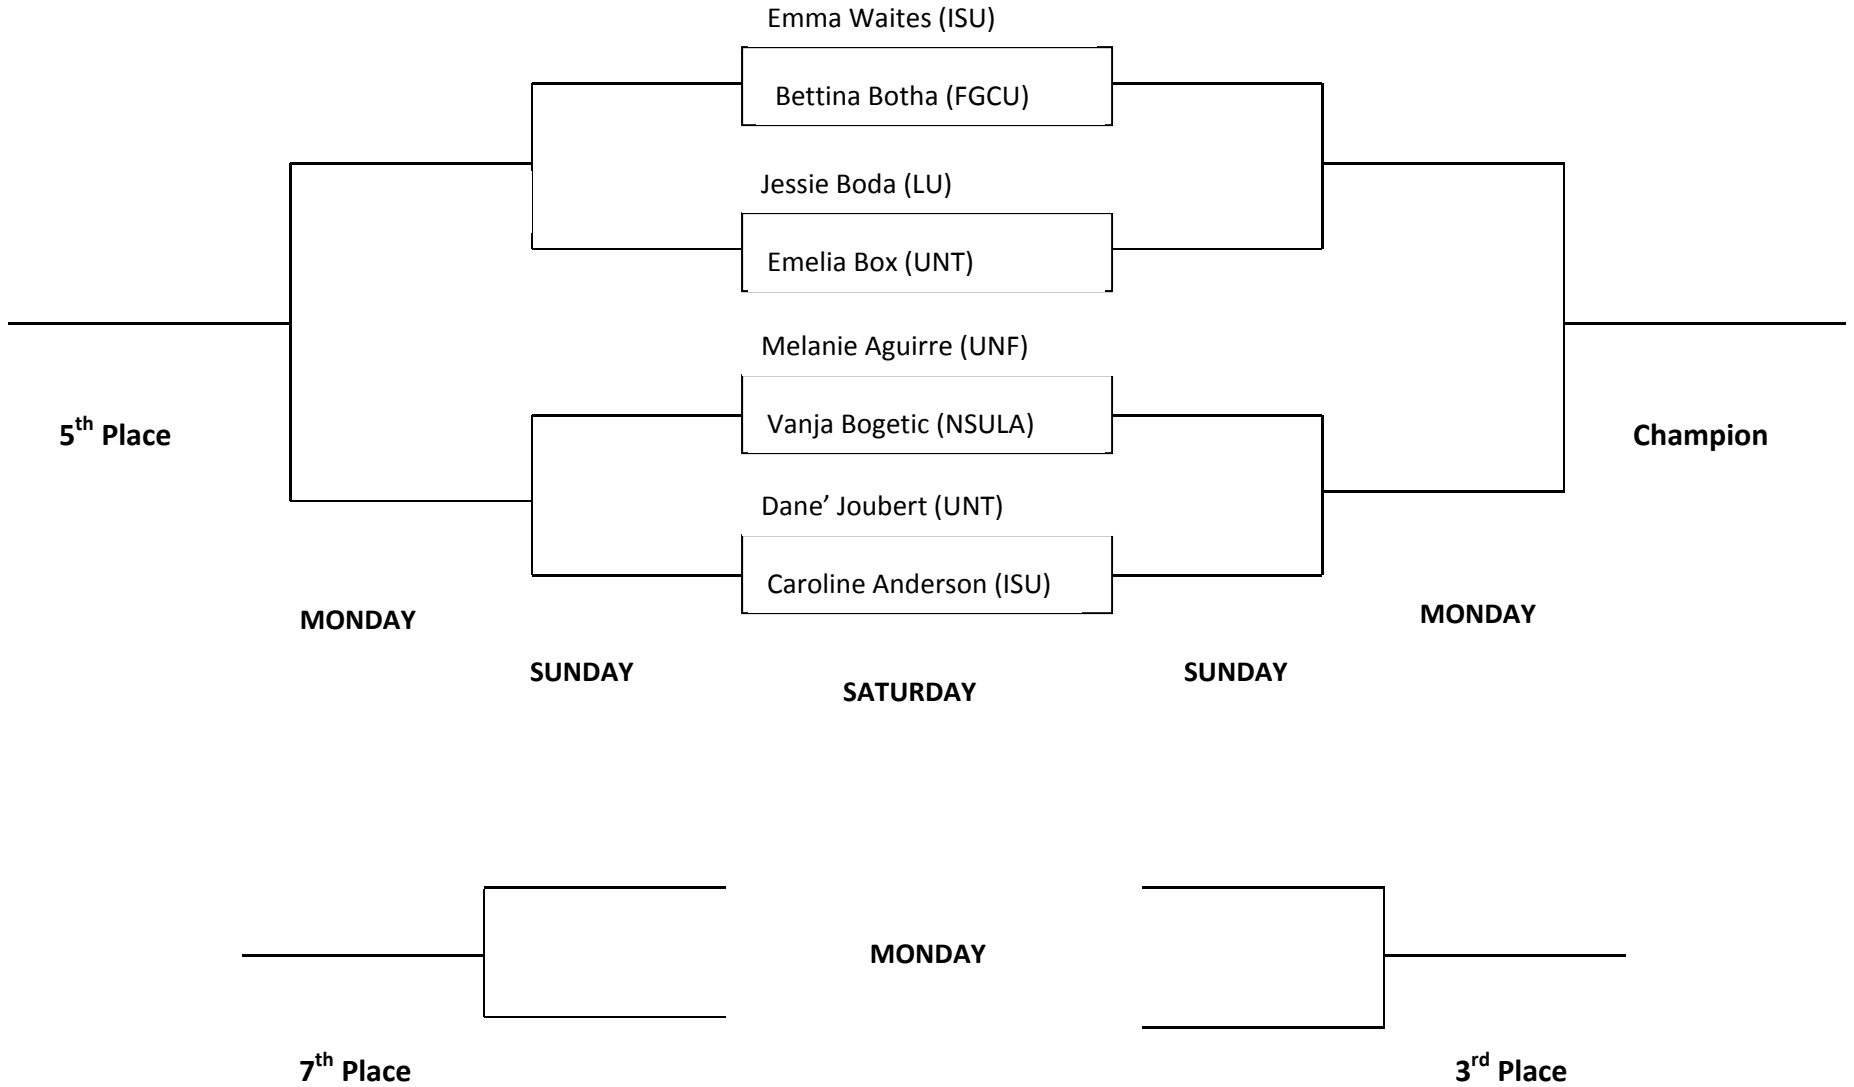 Emma Waites (ISU)
Bettina Botha (FGCU)
Jessie Boda (LU)
Emelia Box (UNT)
Melanie Aguirre (UNF)
Vanja Bogetic (NSULA)
5th Place
Champion
Dane’ Joubert (UNT)
Caroline Anderson (ISU)
MONDAY
MONDAY
SUNDAY
SUNDAY
SATURDAY
MONDAY
7th Place
3rd Place